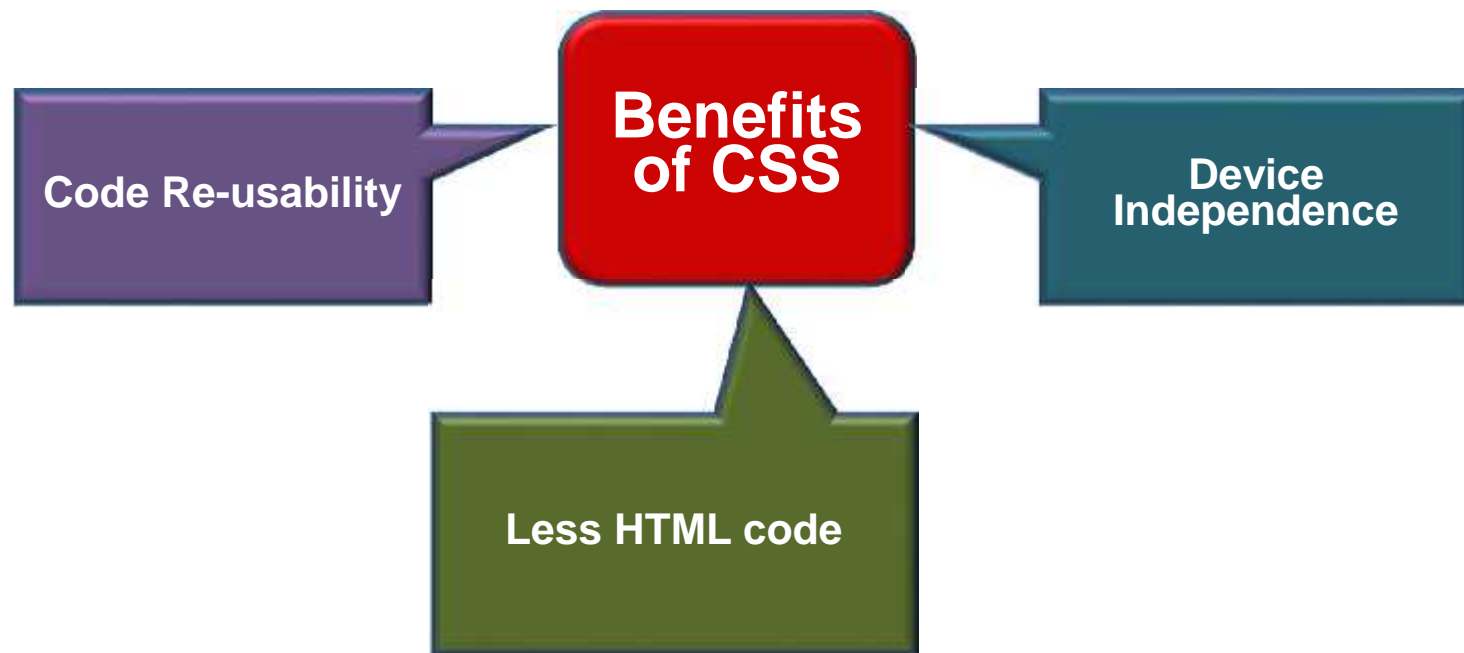 Benefits
of CSS
Code Re-usability
Device
Independence
Less HTML code